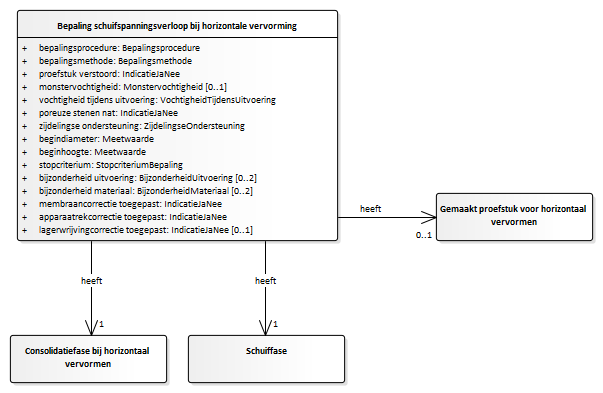 Bepaling schuifspanningsverloop bij horizontale vervorming
+ bepalingsprocedure: Bepalingsprocedure
+ bepalingsmethode: Bepalingsmethode
+ proefstuk verstoord: IndicatieJaNee
+ monstervochtigheid: Monstervochtigheid [0..1]
+ vochtigheid tijdens uitvoering: VochtigheidTijdensUitvoering
+ poreuze stenen nat: IndicatieJaNee
+ zijdelingse ondersteuning: ZijdelingseOndersteuning
+ begindiameter: Meetwaarde
+ beginhoogte: Meetwaarde
+ stopcriterium: StopcriteriumBepaling
+ bijzonderheid uitvoering: BijzonderheidUitvoering [0..2]
+ bijzonderheid materiaal: BijzonderheidMateriaal [0..2]
+ membraancorrectie toegepast: IndicatieJaNee
+ apparaatrekcorrectie toegepast: IndicatieJaNee
+ lagerwrijvingcorrectie toegepast: IndicatieJaNee [0..1]
heeft
0..1
Gemaakt proefstuk voor horizontaal
vervormen
heeft
heeft
1
1
Consolidatiefase bij horizontaal
vervormen
Schuiffase